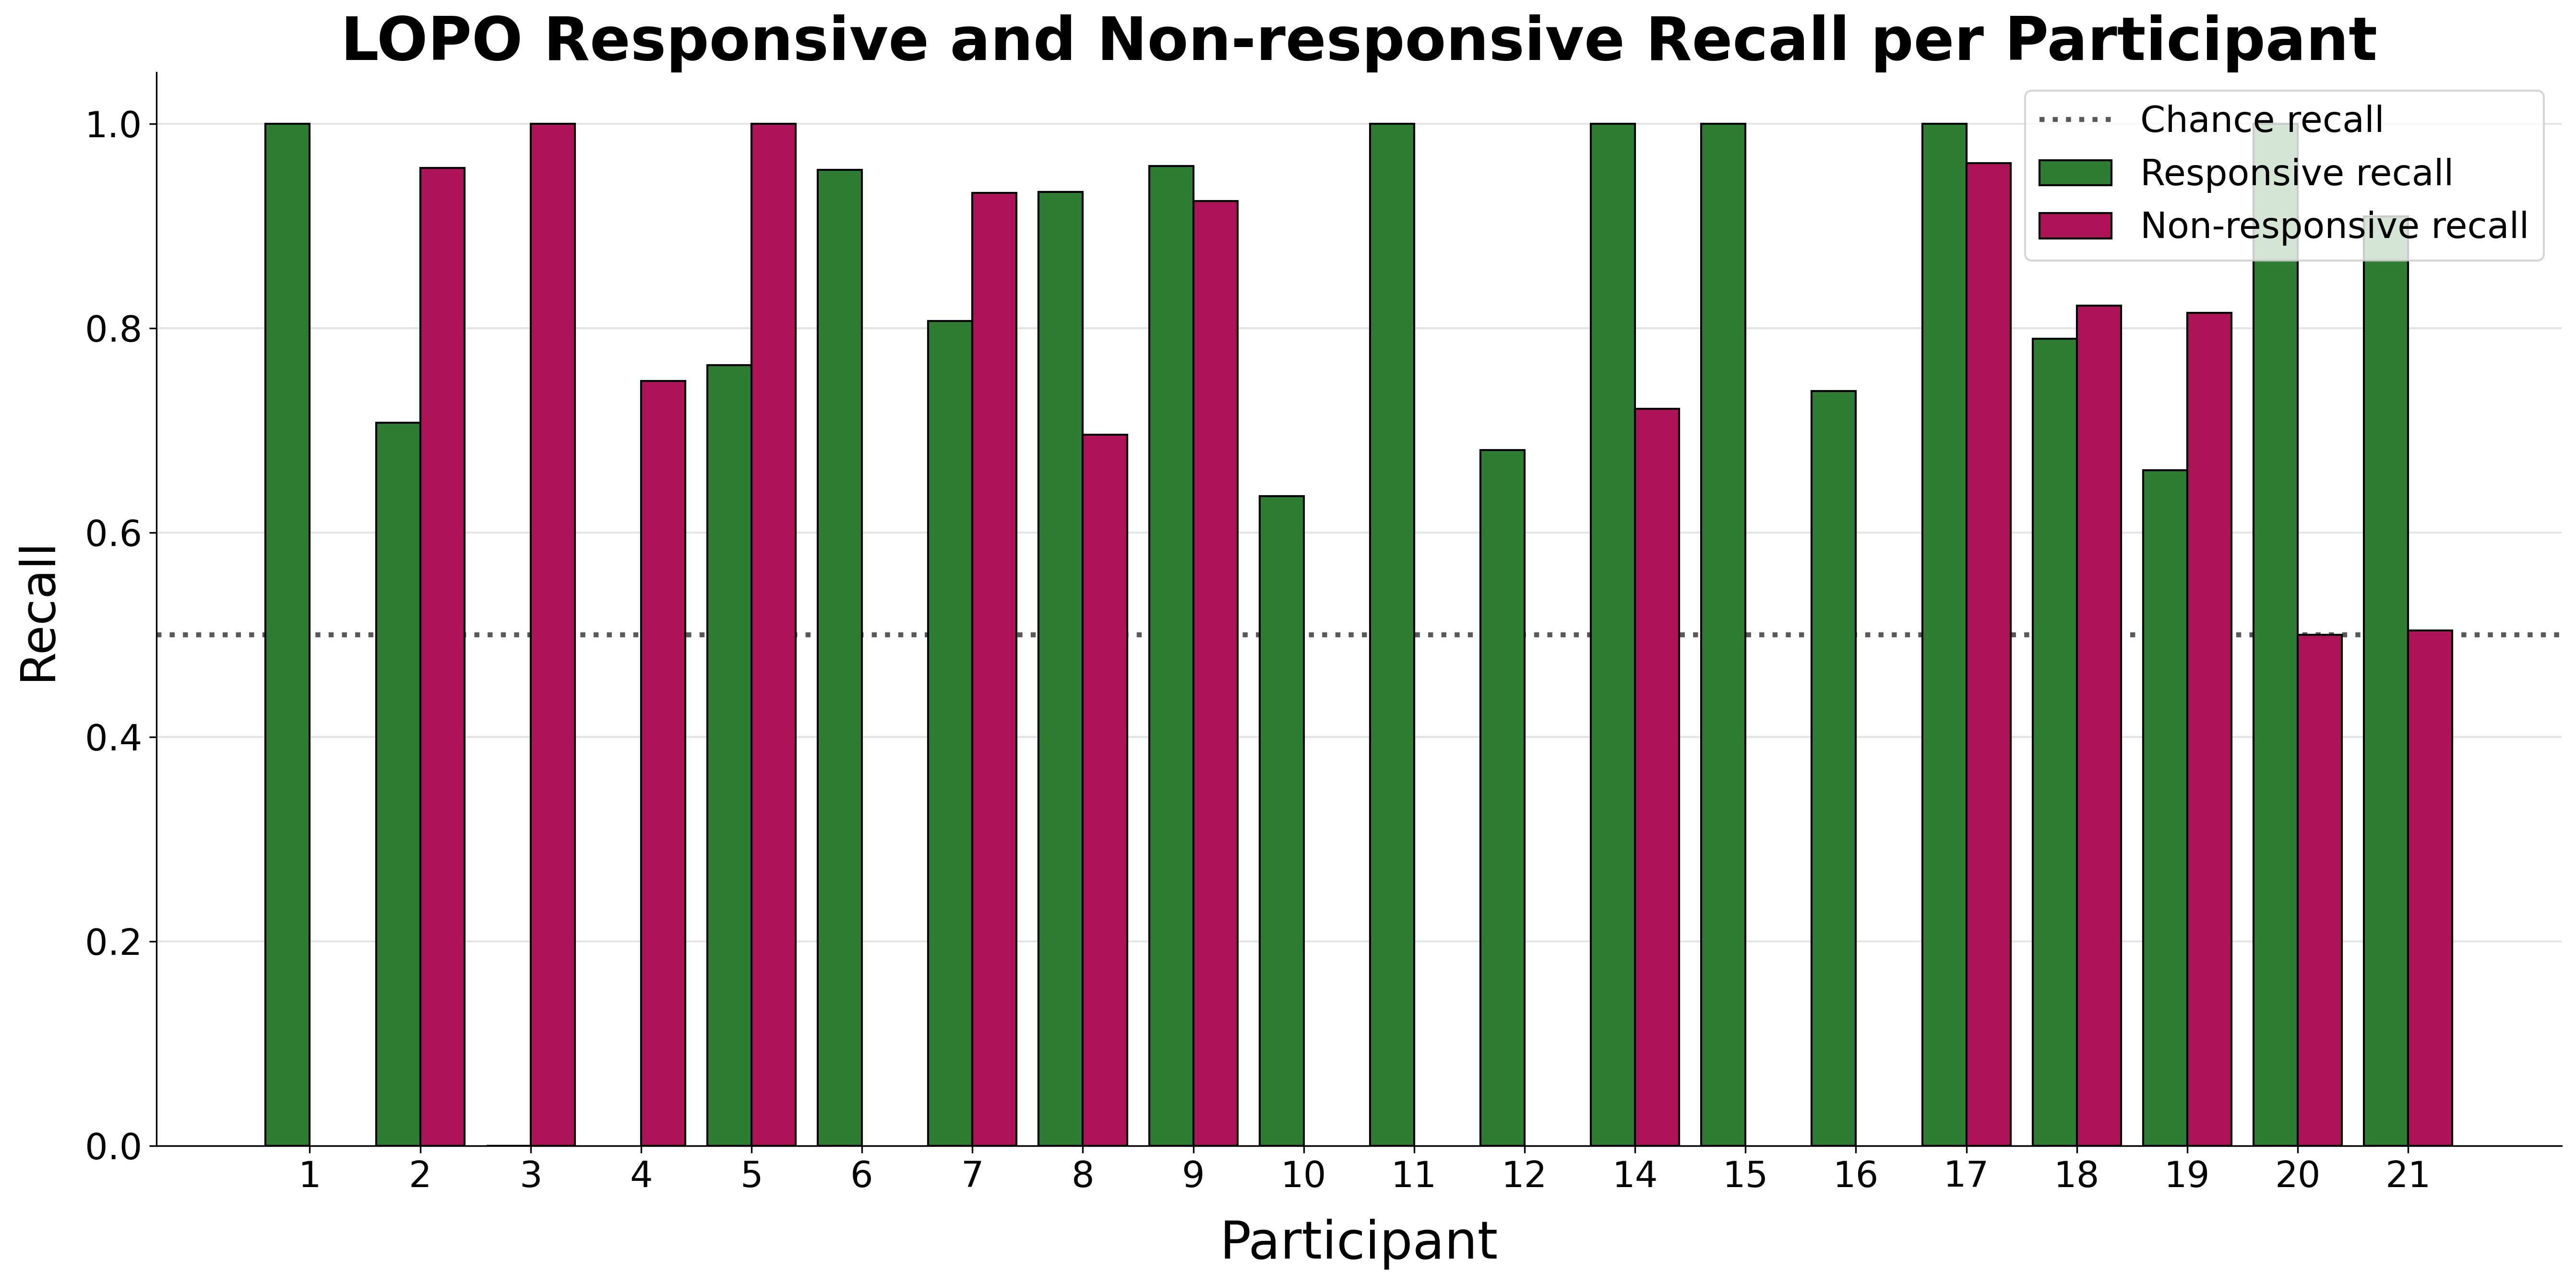 LOPO Responsive and Non-responsive Recall per Participant
Chance recall
Responsive recall
Non-responsive recall
1.0
0.8
0.6
0.4
0.2
0.0
Recall
1 2 3 4 5 6 7 8 9 10 11 12 14 15 16 17 18 19 20 21
Participant